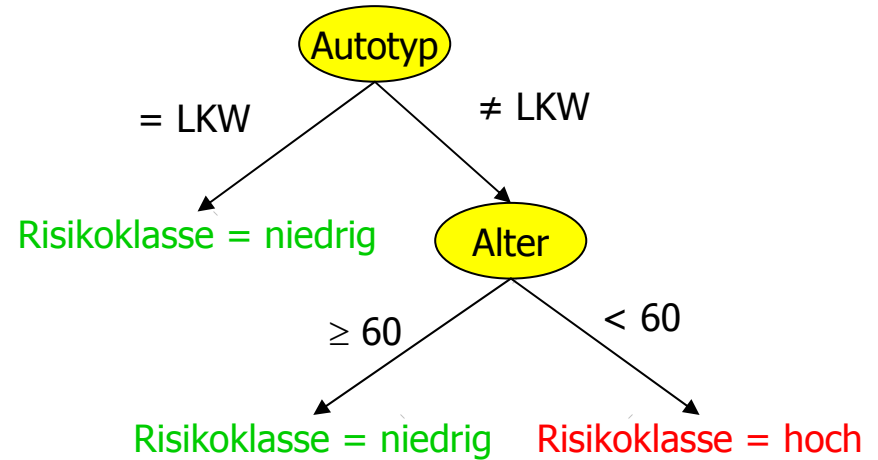 Autotyp
= LKW
≠ LKW
Risikoklasse = niedrig
Alter
≥ 60
< 60
Risikoklasse = niedrig
Risikoklasse = hoch